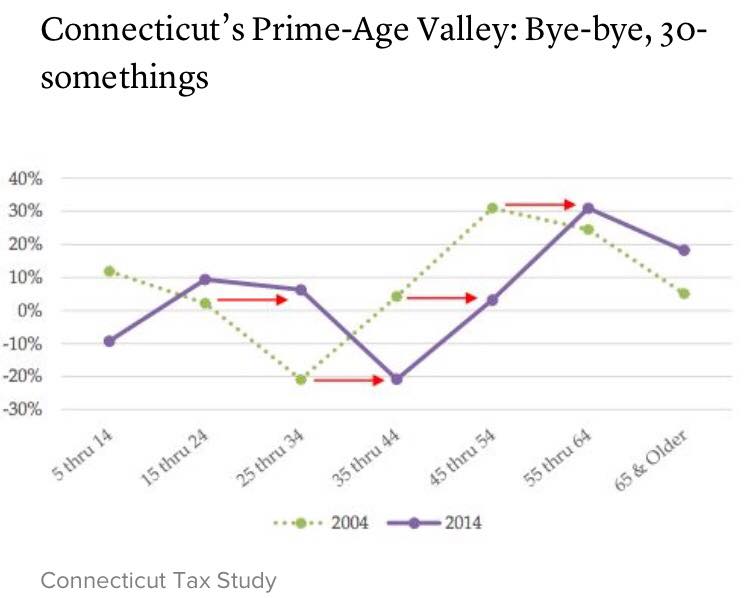 Connecticut’s Prime-Age Valley: Bye-bye, 30-
somethings
40%
30%
20%
10%
0%
-10%
-20%
-30%
5 thru 14
15 thru 24
25 thru 34
35 thru 44
45 thru 54
55 thru 64
65 & Older
2004
2014
Connecticut Tax Study